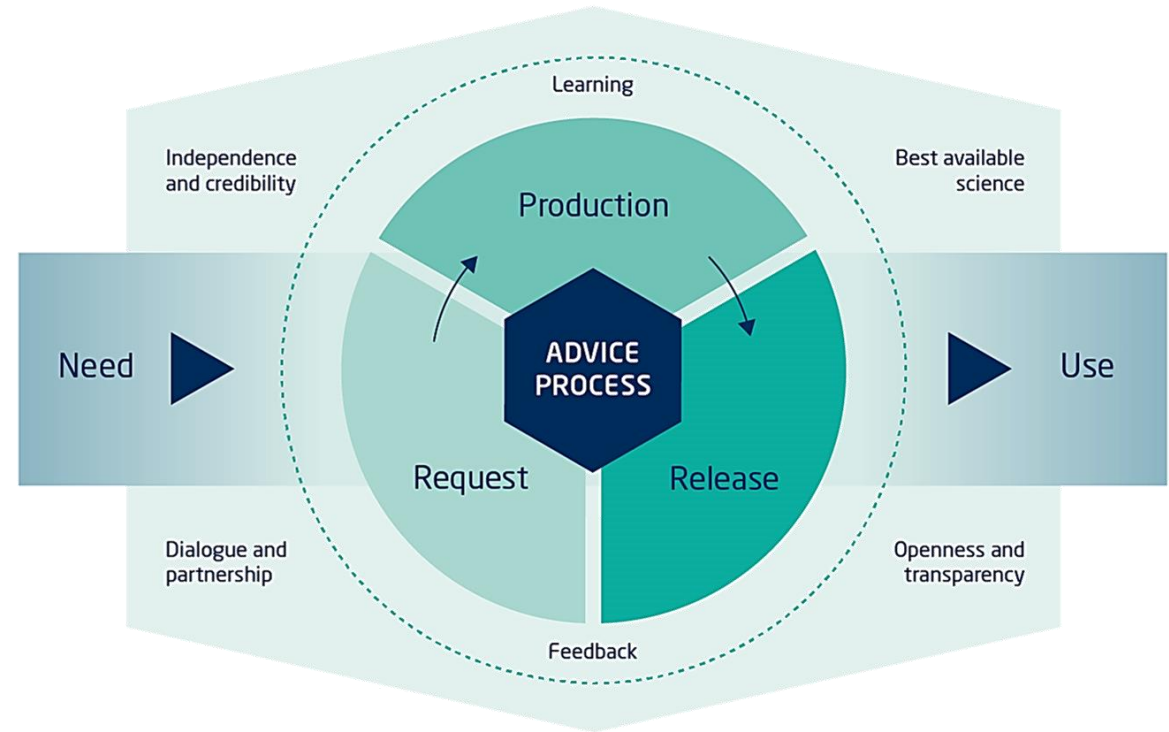 Learning
Independence
and credibility
Best available
science
Production
Need
ADVICE
PROCESS
Use
Request
Release
Dialogue and
partnership
Openness and
transparency
Feedback